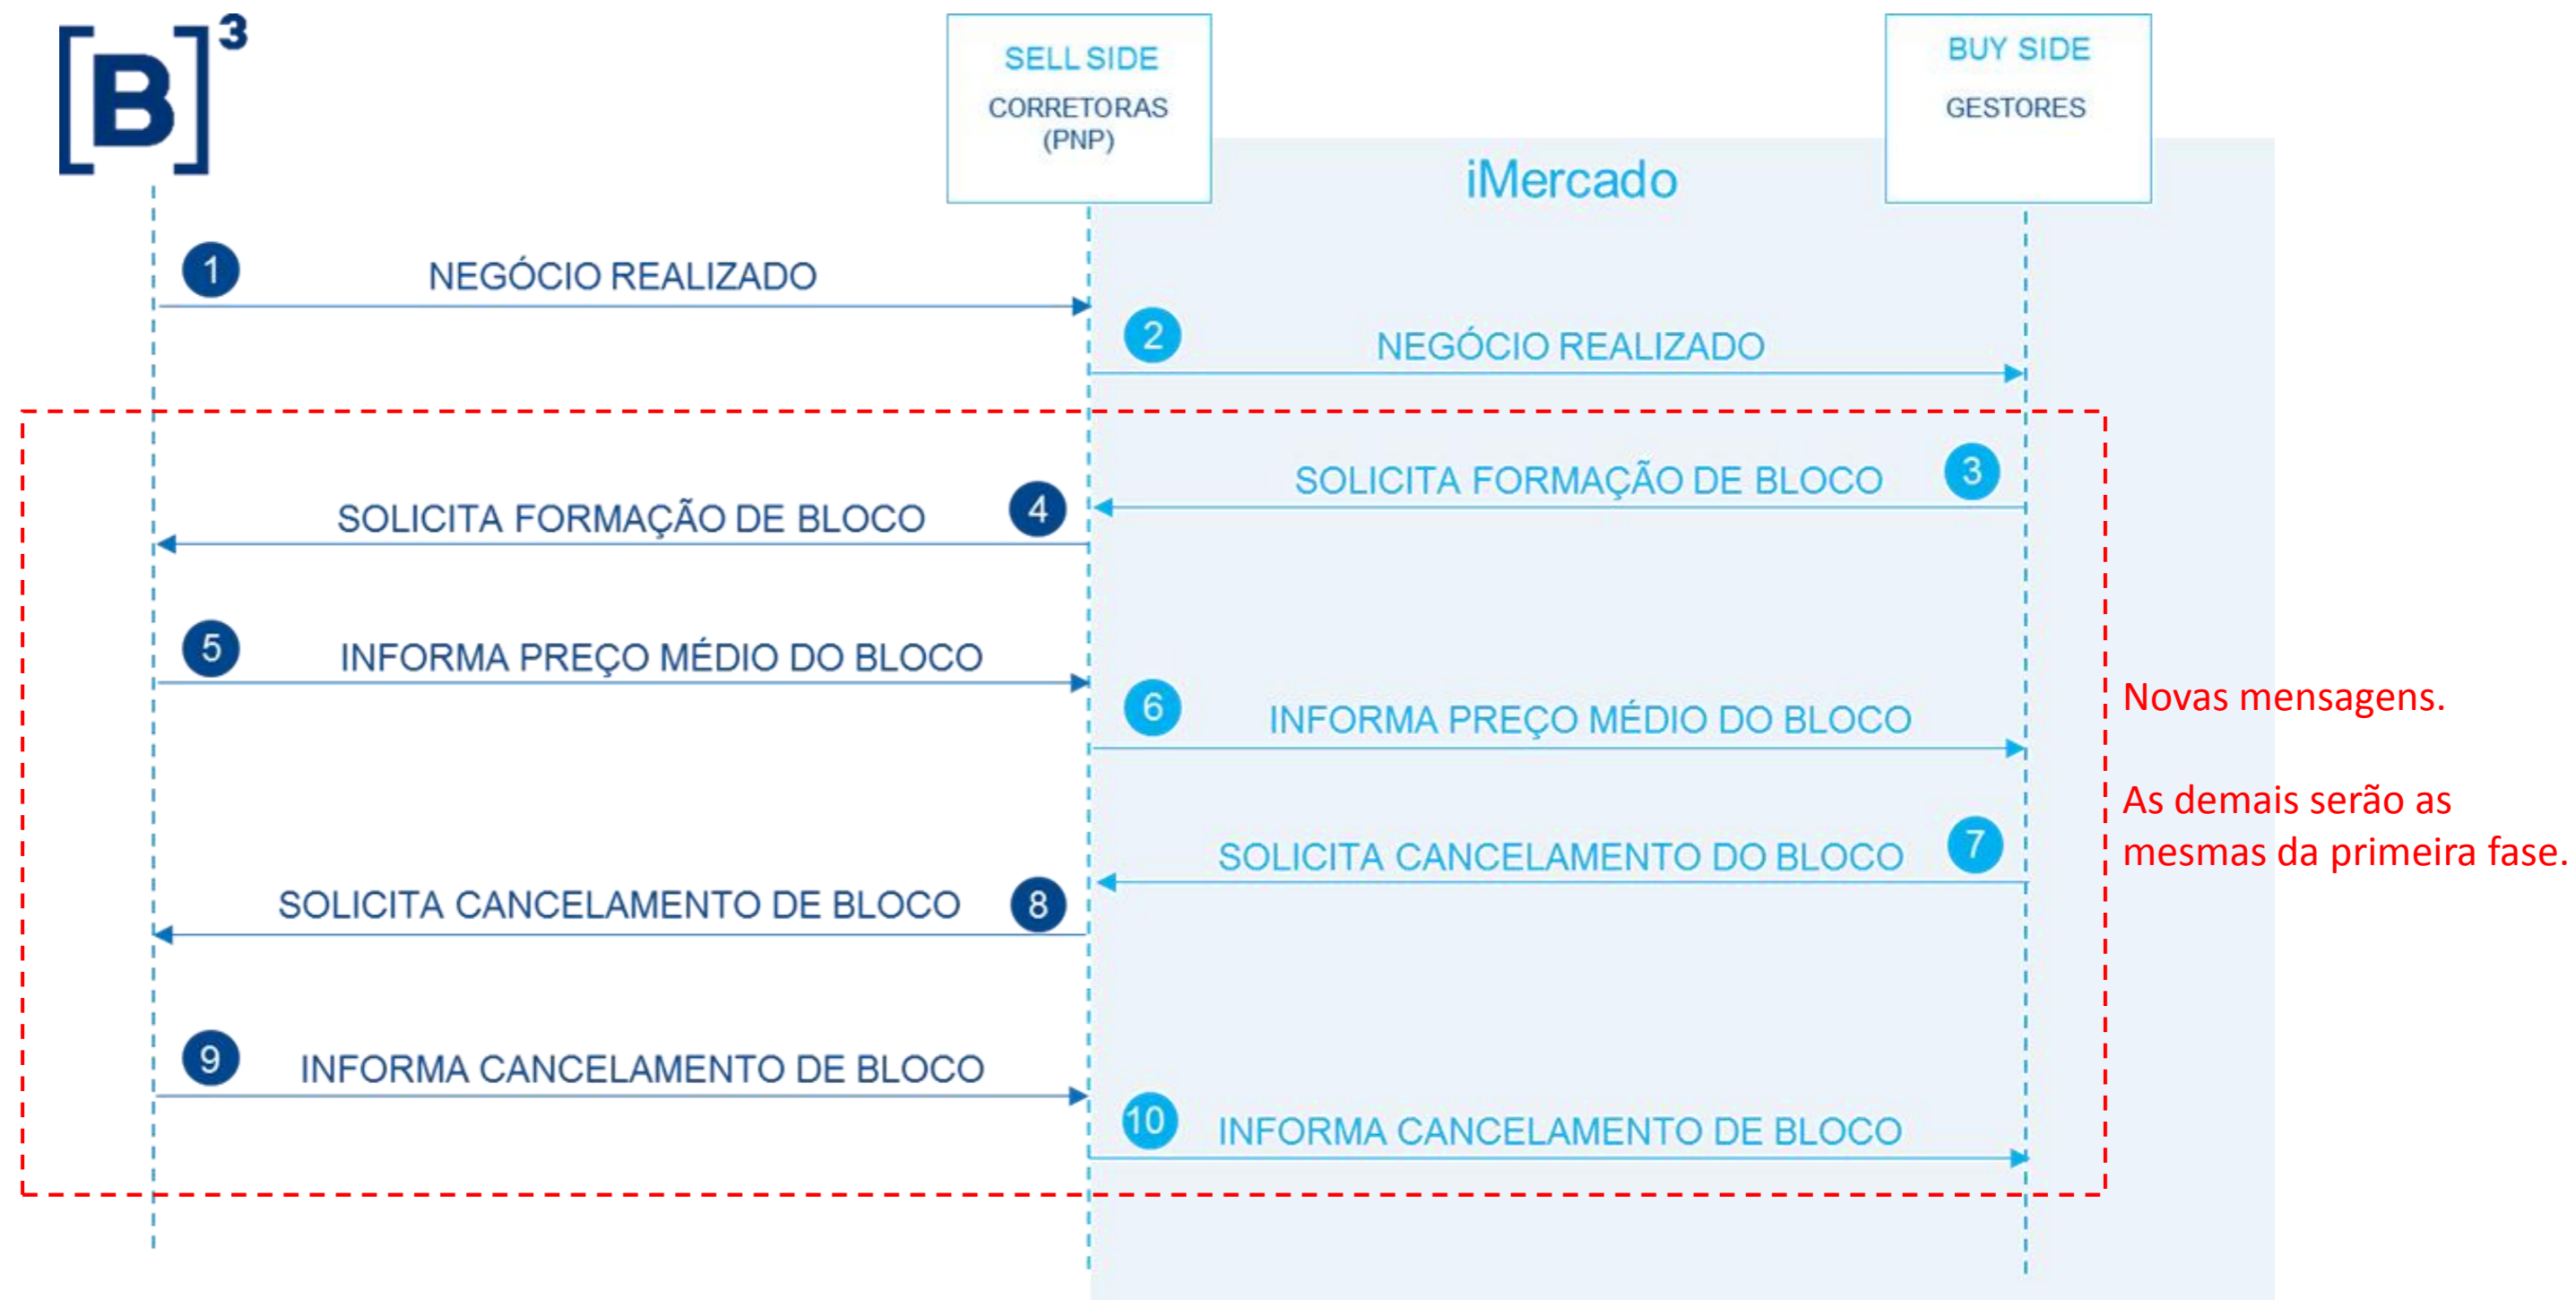 [B]³
SELL SIDE
CORRETORAS
(PNP)
BUY SIDE
GESTORES
iMercado
1
NEGÓCIO REALIZADO
2
NEGÓCIO REALIZADO
3
SOLICITA FORMAÇÃO DE BLOCO
4
SOLICITA FORMAÇÃO DE BLOCO
5
INFORMA PREÇO MÉDIO DO BLOCO
6
INFORMA PREÇO MÉDIO DO BLOCO
7
SOLICITA CANCELAMENTO DO BLOCO
8
SOLICITA CANCELAMENTO DE BLOCO
9
INFORMA CANCELAMENTO DE BLOCO
10
INFORMA CANCELAMENTO DE BLOCO
Novas mensagens.
As demais serão as
mesmas da primeira fase.